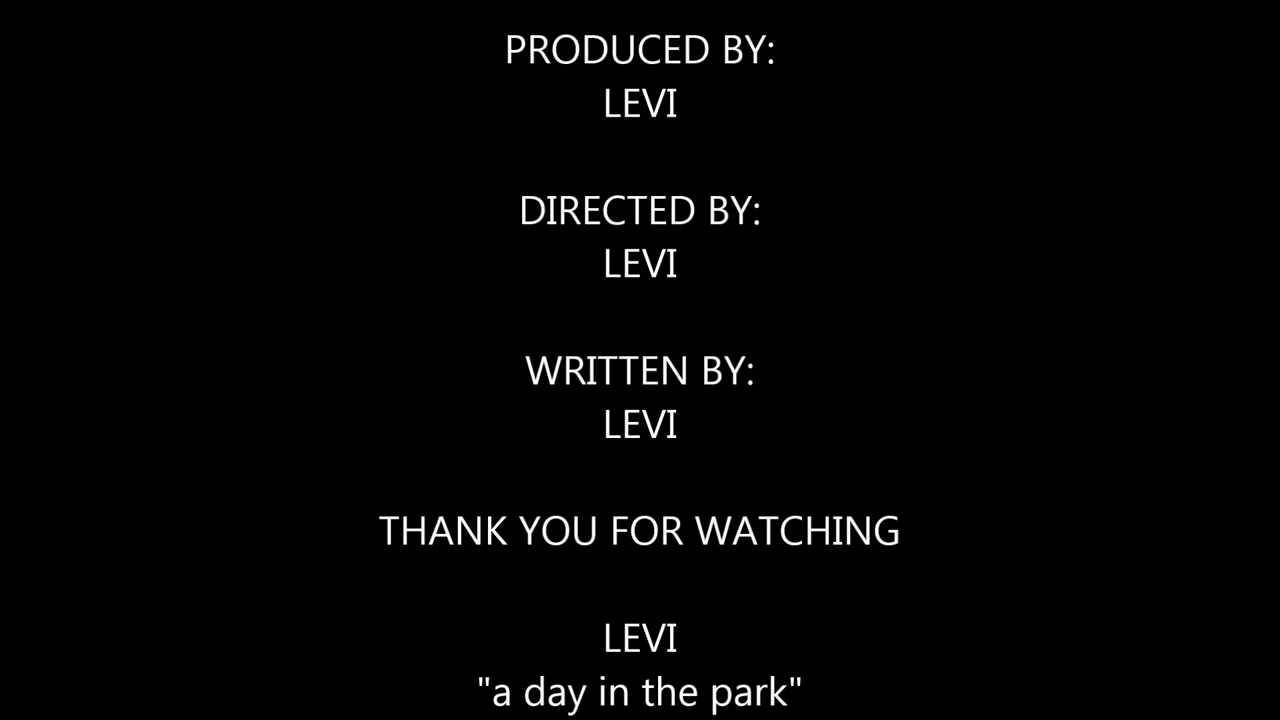 PRODUCED BY:
LEVI
DIRECTED BY:
LEVI
WRITTEN BY:
LEVI
THANK YOU FOR WATCHING
LEVI
"a day in the park"